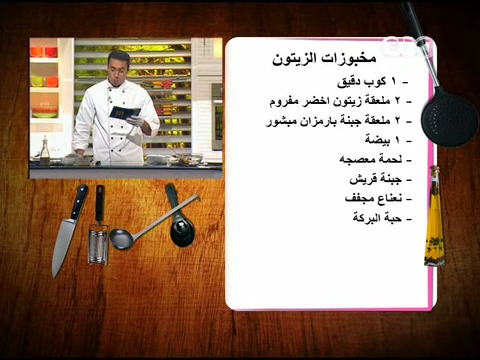 مخبوزات الزيتون
- ١ كوب دقيق
- ٢ ملعقة زيتون اخضر مفروم
- ٢ ملعقة جبنة بارمزان مبشور
- ١ بيضة
- لحمة معصجه
- جبنة قريش
- نعناع مجفف
- حبة البركة